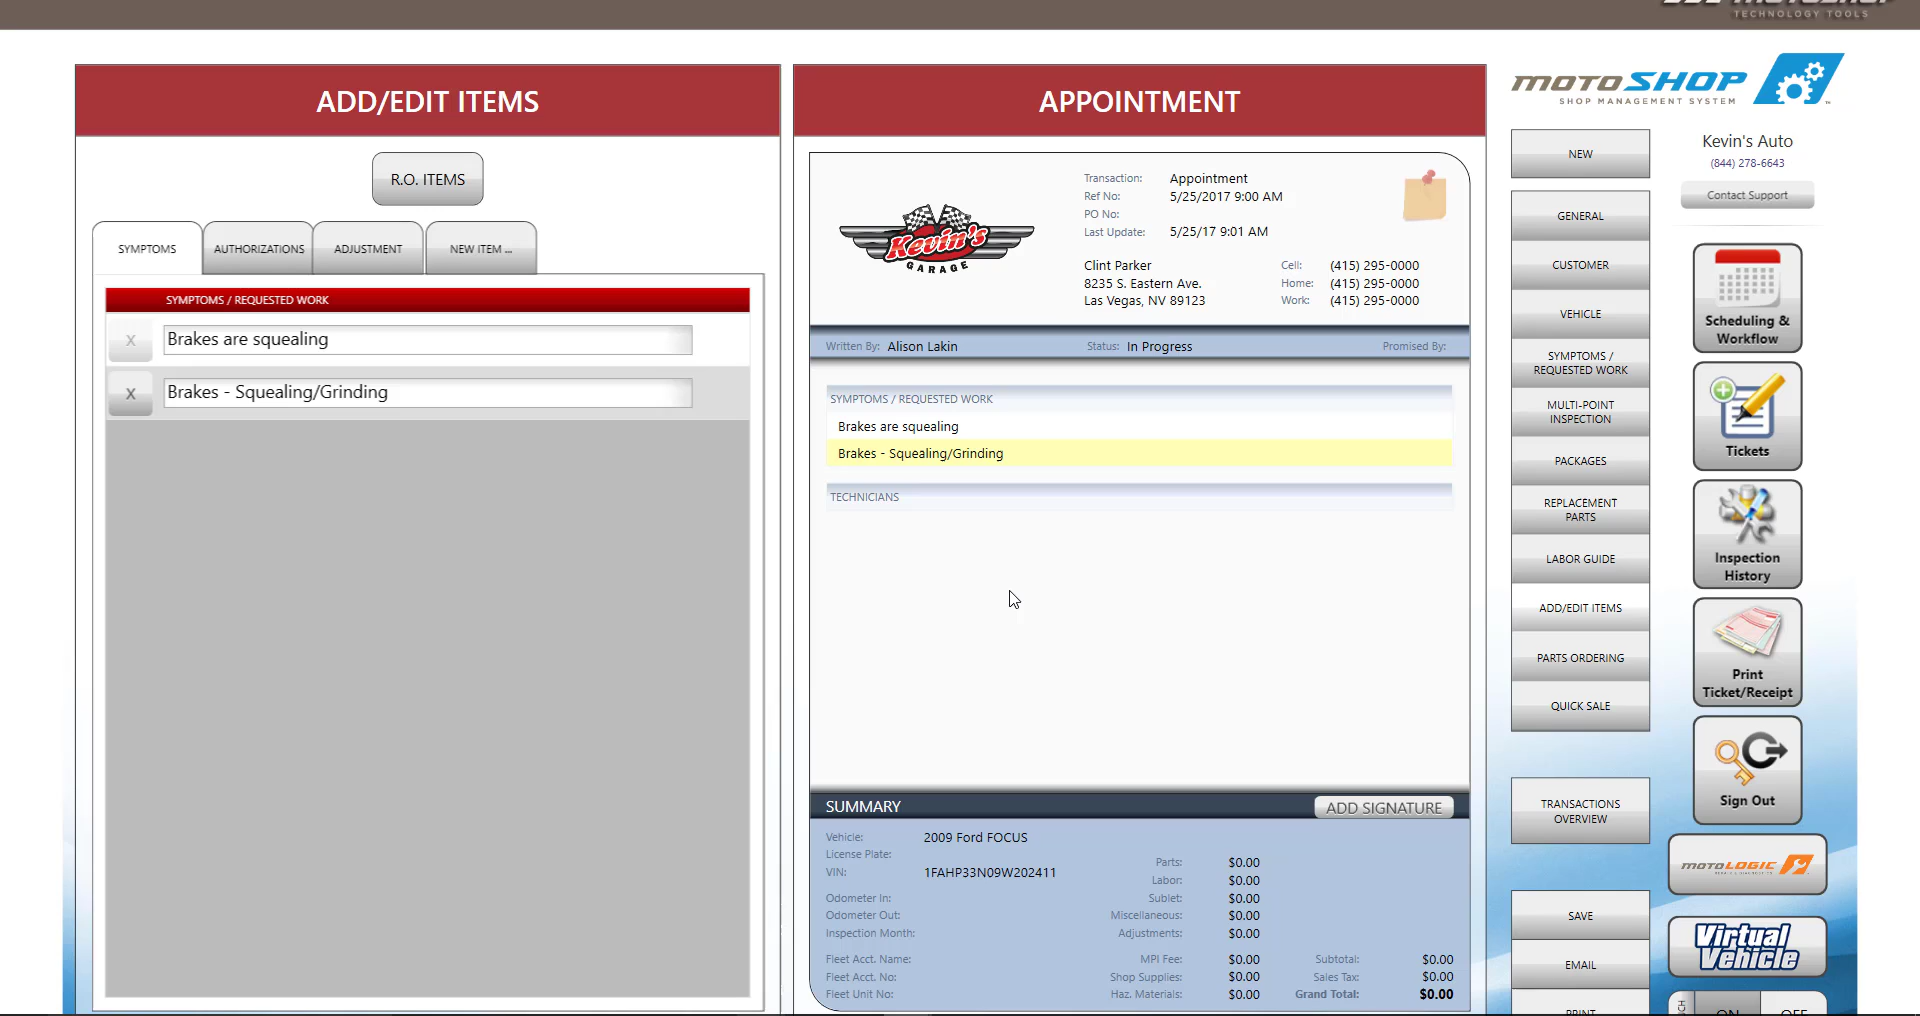 TECHNOLOGY TOOLS
ADD/EDIT ITEMS
R.O. ITEMS
SYMPTOMS
AUTHORIZATIONS
ADJUSTMENT
NEW ITEM ...
SYMPTOMS / REQUESTED WORK
X Brakes are squealing
X Brakes - Squealing/Grinding
APPOINTMENT
Kevin's
GARAGE
Transaction: Appointment
Ref No: 5/25/2017 9:00 AM
PO No:
Last Update: 5/25/17 9:01 AM
Clint Parker
8235 S. Eastern Ave.
Las Vegas, NV 89123
Cell: (415) 295-0000
Home: (415) 295-0000
Work: (415) 295-0000
Written By: Alison Lakin
Status: In Progress
Promised By:
SYMPTOMS / REQUESTED WORK
Brakes are squealing
Brakes - Squealing/Grinding
TECHNICIANS
SUMMARY
ADD SIGNATURE
Vehicle: 2009 Ford FOCUS
License Plate:
VIN: 1FAHP33N09W202411
Odometer In:
Odometer Out:
Inspection Month:
Fleet Acct. Name:
Fleet Acct. No:
Fleet Unit No:
Parts: $0.00
Labor: $0.00
Sublet: $0.00
Miscellaneous: $0.00
Adjustments: $0.00
MPI Fee: $0.00
Shop Supplies: $0.00
Haz. Materials: $0.00
Subtotal: $0.00
Sales Tax: $0.00
Grand Total: $0.00
MOTOSHOP
SHOP MANAGEMENT SYSTEM
NEW
GENERAL
CUSTOMER
VEHICLE
SYMPTOMS /
REQUESTED WORK
MULTI-POINT
INSPECTION
PACKAGES
REPLACEMENT
PARTS
LABOR GUIDE
ADD/EDIT ITEMS
PARTS ORDERING
QUICK SALE
TRANSACTIONS
OVERVIEW
SAVE
EMAIL
PRINT
Kevin's Auto
(844) 278-6643
Contact Support
Scheduling &
Workflow
Tickets
Inspection
History
Print
Ticket/Receipt
Sign Out
MOTOLOGIC
Virtual
Vehicle
ON
OFF